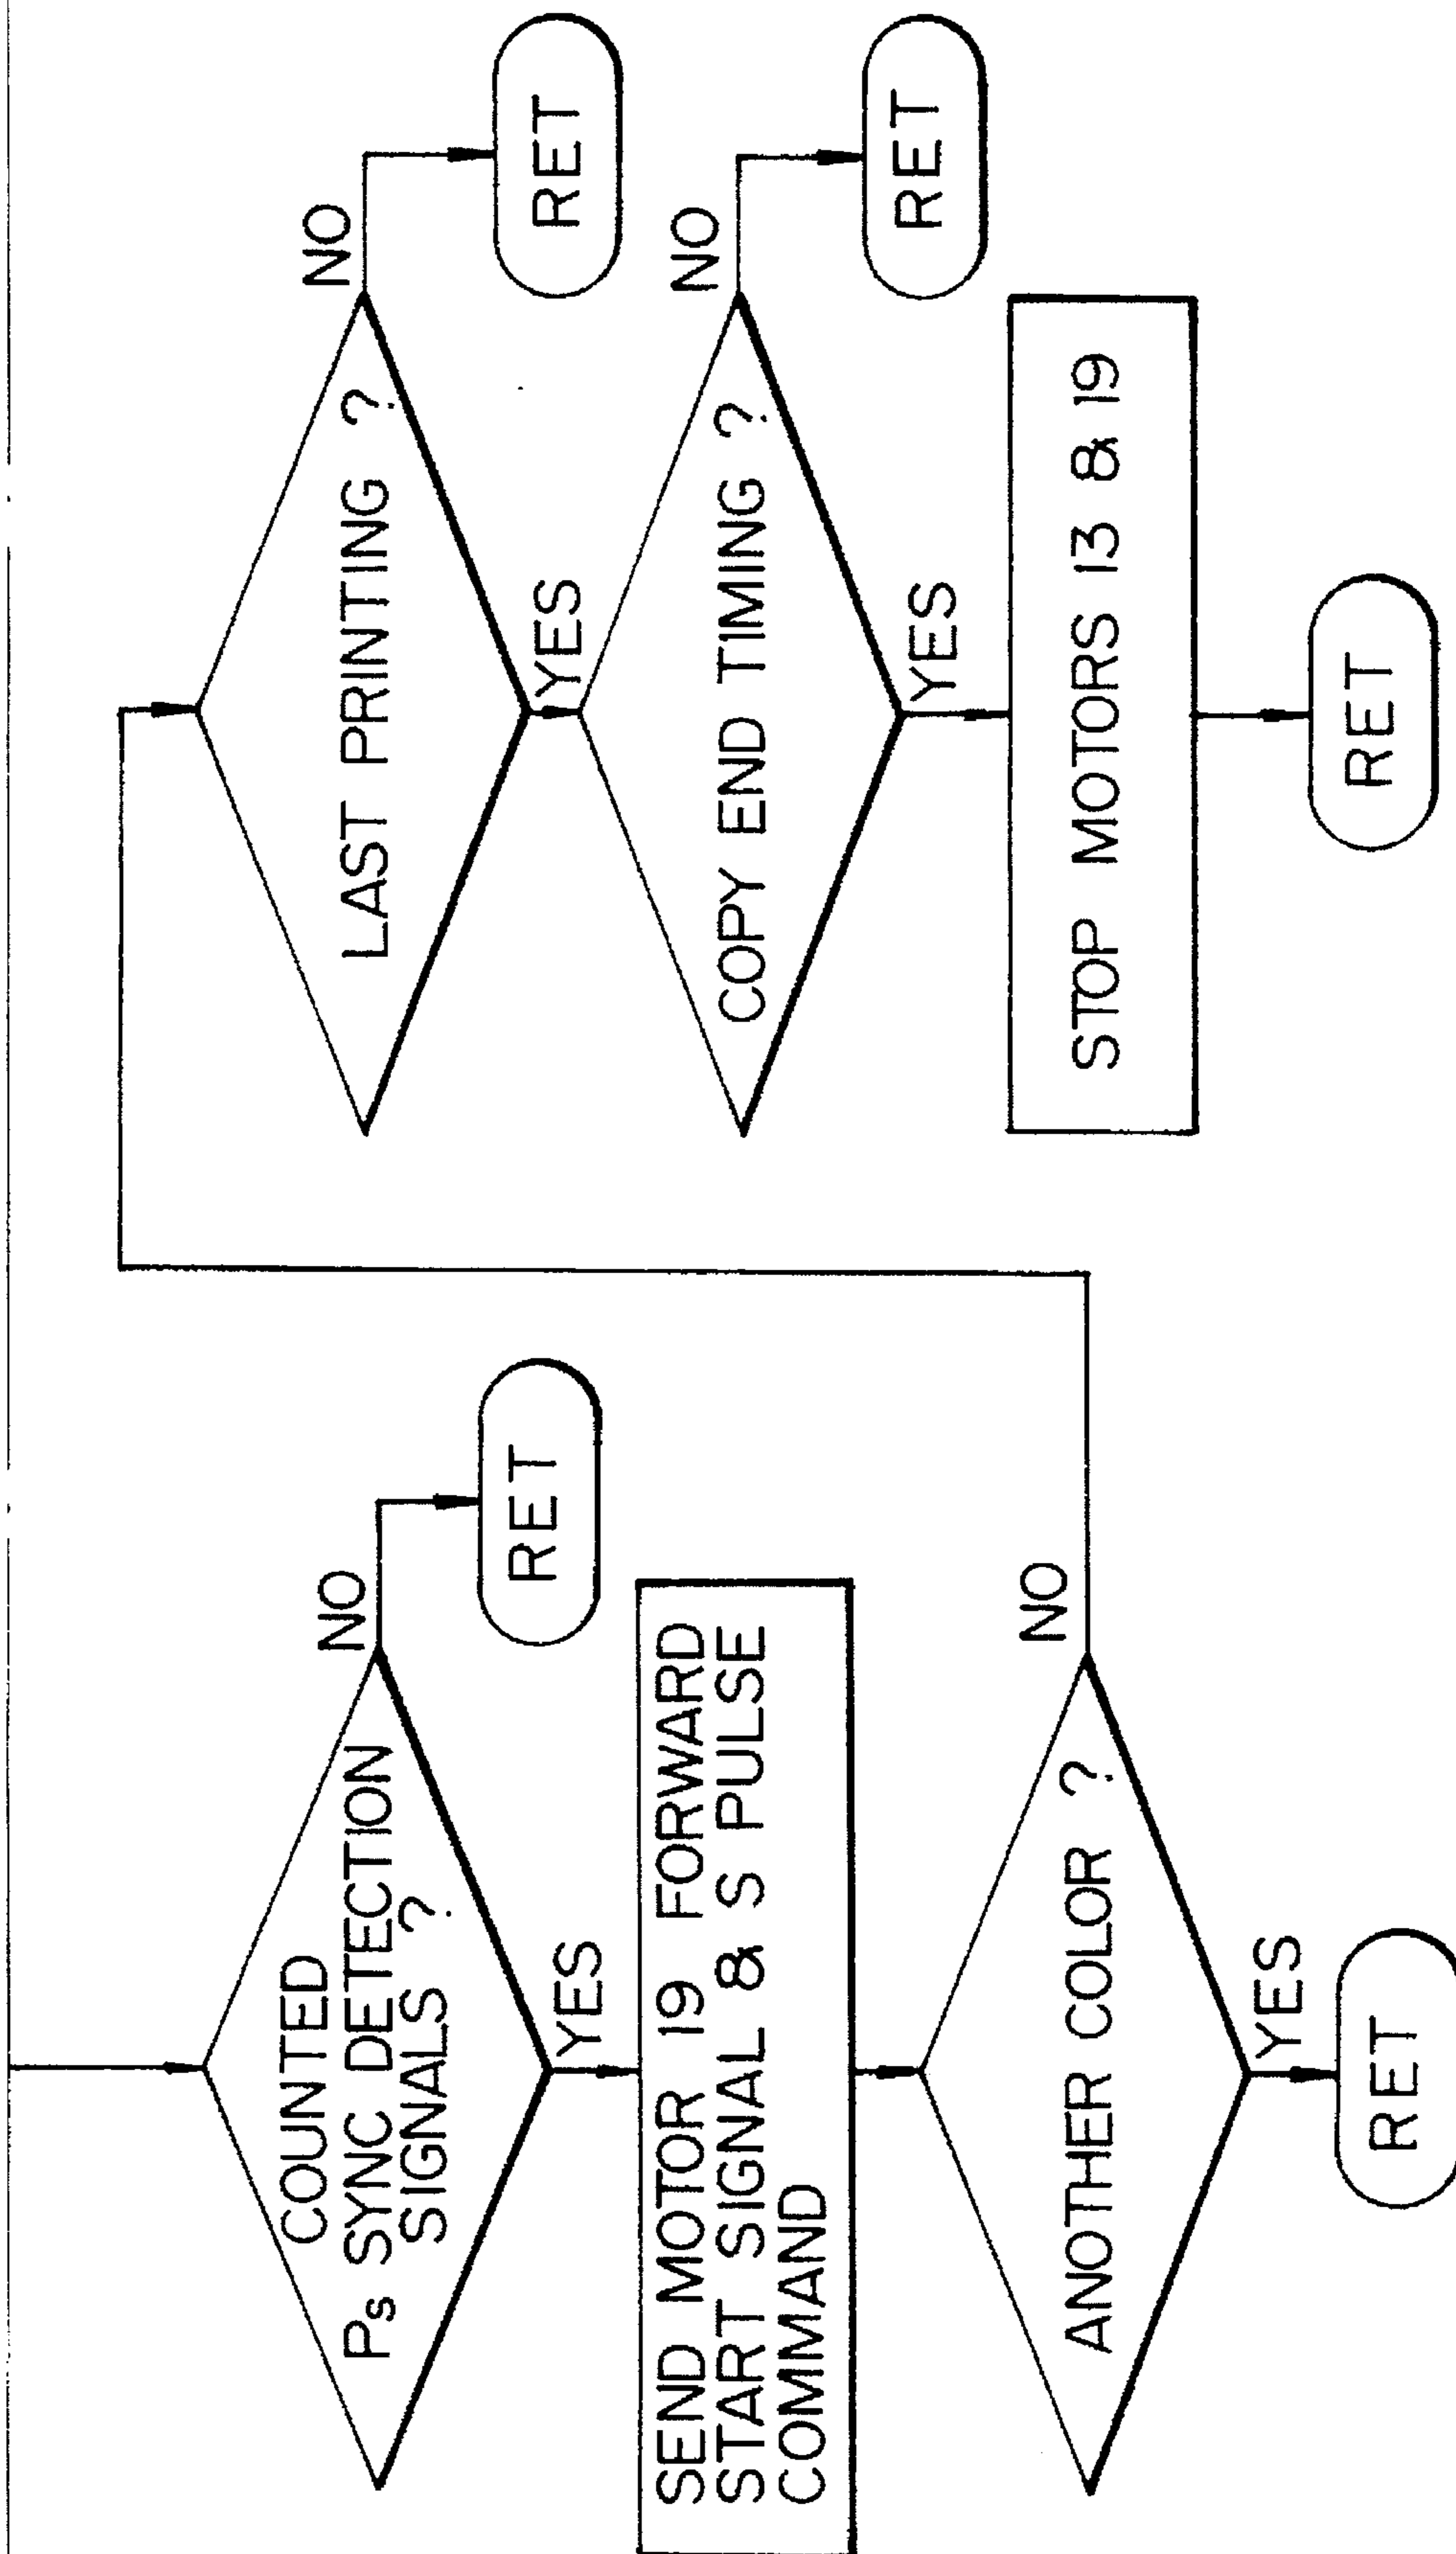 COUNTED
Ps SYNC DETECTION
SIGNALS ?
NO
RET
YES
SEND MOTOR 19 FORWARD
START SIGNAL & S PULSE
COMMAND
ANOTHER COLOR ?
NO
YES
RET
LAST PRINTING ?
NO
RET
YES
COPY END TIMING ?
NO
RET
YES
STOP MOTORS 13 & 19
RET